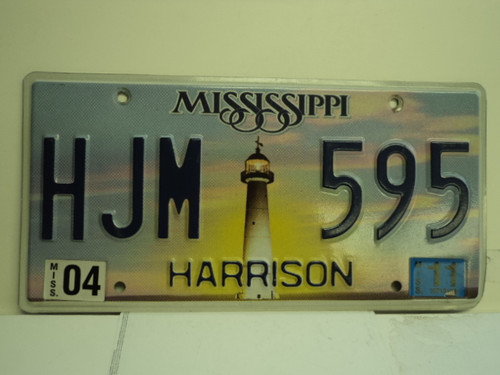 MISSISSIPPI
HJM 595
MISS. 04
HARRISON
11